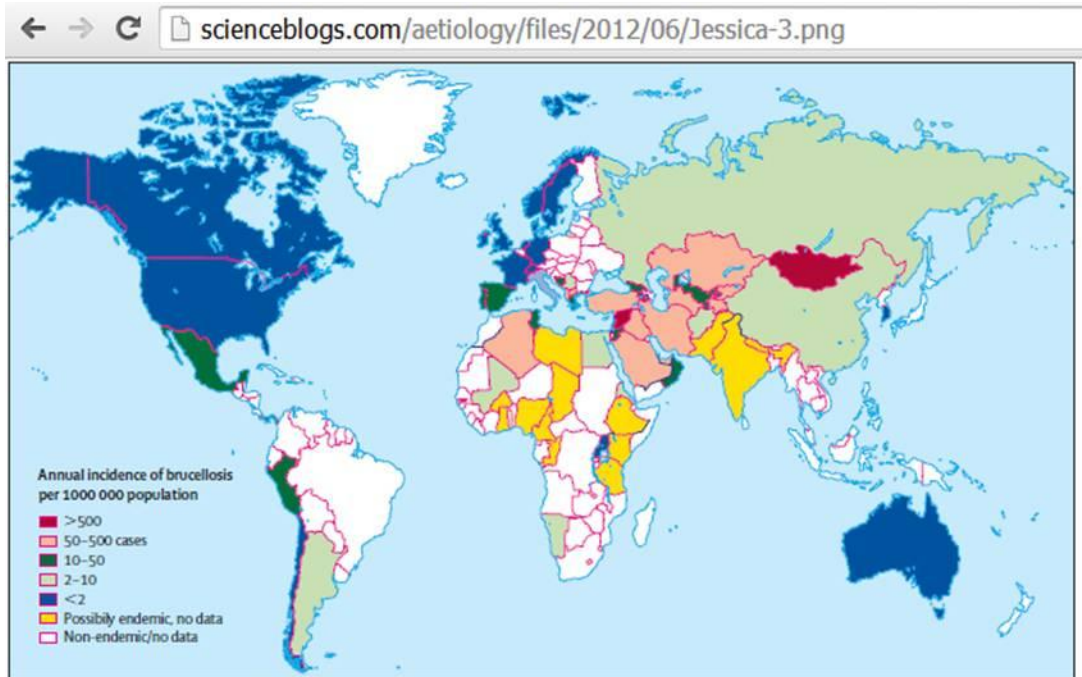 scienceblogs.com/aetiology/files/2012/06/Jessica-3.png
Annual incidence of brucellosis
per 1000 000 population
>500
50–500 cases
10–50
2–10
<2
Possibily endemic, no data
Non-endemic/no data